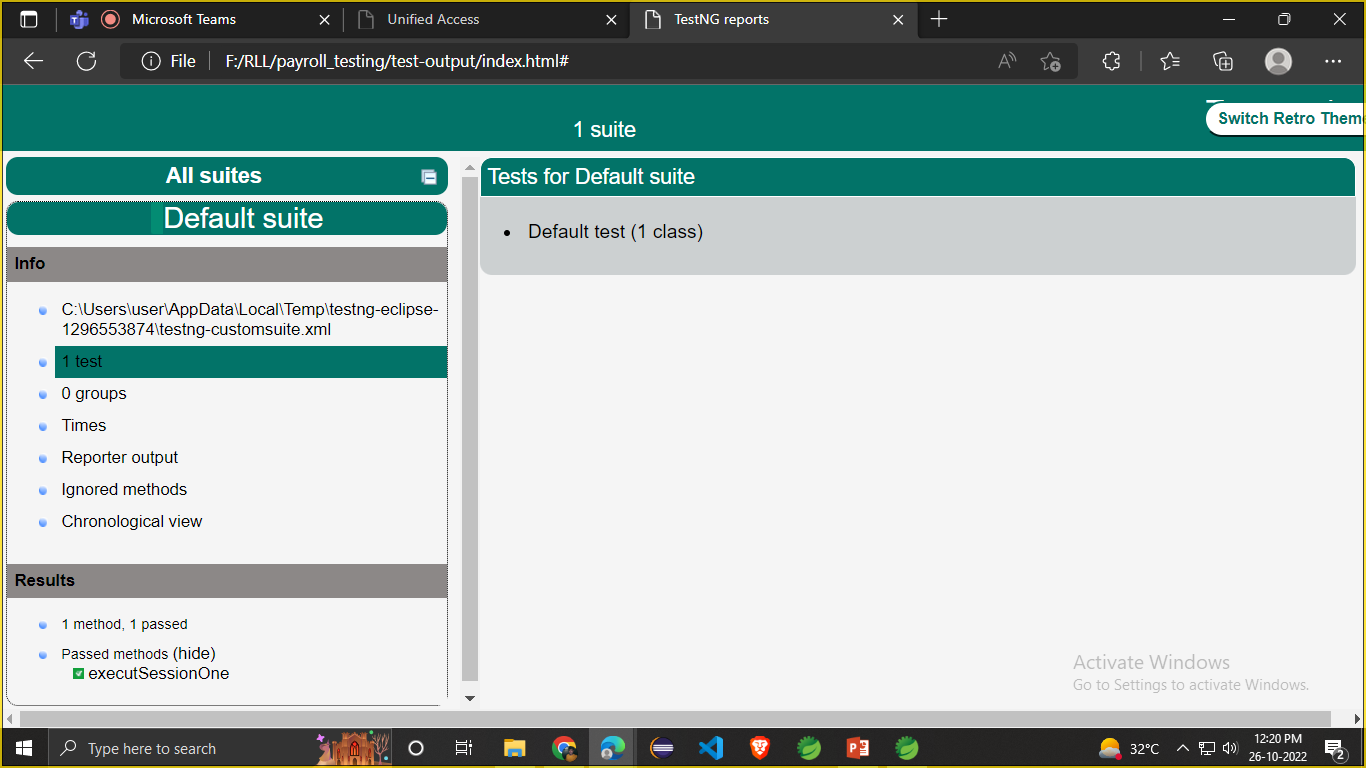 Microsoft Teams
Unified Access
TestNG reports
File
F:/RLL/payroll_testing/test-output/index.html#
1 suite
Switch Retro Theme
All suites
Tests for Default suite
Default suite
Default test (1 class)
Info
C:\Users\user\AppData\Local\Temp\testng-eclipse-
1296553874\testng-customsuite.xml
1 test
0 groups
Times
Reporter output
Ignored methods
Chronological view
Results
1 method, 1 passed
Passed methods (hide)
executSessionOne
Activate Windows
Go to Settings to activate Windows.
Type here to search
32°C
12:20 PM
26-10-2022
2